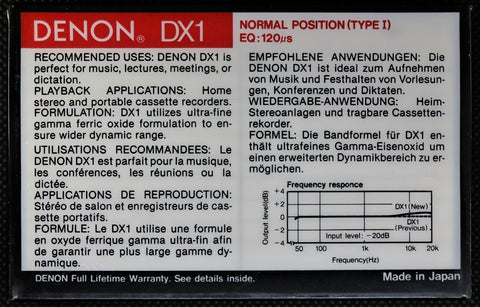 DENON® DX1
NORMAL POSITION (TYPE I)
EQ: 120μs
RECOMMENDED USES: DENON DX1 is
perfect for music, lectures, meetings, or
dictation.
PLAYBACK APPLICATIONS: Home
stereo and portable cassette recorders.
FORMULATION: DX1 utilizes ultra-fine
gamma ferric oxide formulation to en-
sure wider dynamic range.
UTILISATIONS RECOMMANDEES: Le
DENON DX1 est parfait pour la musique,
les conférences, les réunions ou la
dictée.
APPLICATIONS DE REPRODUCTION:
Stéréo de salon et enregistreurs de cas-
sette portatifs.
FORMULE: Le DX1 utilise une formule
en oxyde ferrique gamma ultra-fin afin
de garantir une plus large gamme dy-
namique.
EMPFOHLENE ANWENDUNGEN: Die
DENON DX1 ist ideal zum Aufnehmen
von Musik und Festhalten von Vorlesun-
gen, Konferenzen und Diktaten.
WIEDERGABE-ANWENDUNG: Heim-
Stereoanlagen und tragbare Cassetten-
rekorder.
FORMEL: Die Bandformel für DX1 ent-
hält ultrafeines Gamma-Eisenoxid um
einen erweiterten Dynamikbereich zu er-
möglichen.
Frequency responce
Output level(dB)
+4
+2
0
-2
-4
DX1(New)
DX1
(Previous)
Input level: -20dB
50 100 1k 10k 20k
Frequency(Hz)
DENON Full Lifetime Warranty. See details inside.
Made in Japan